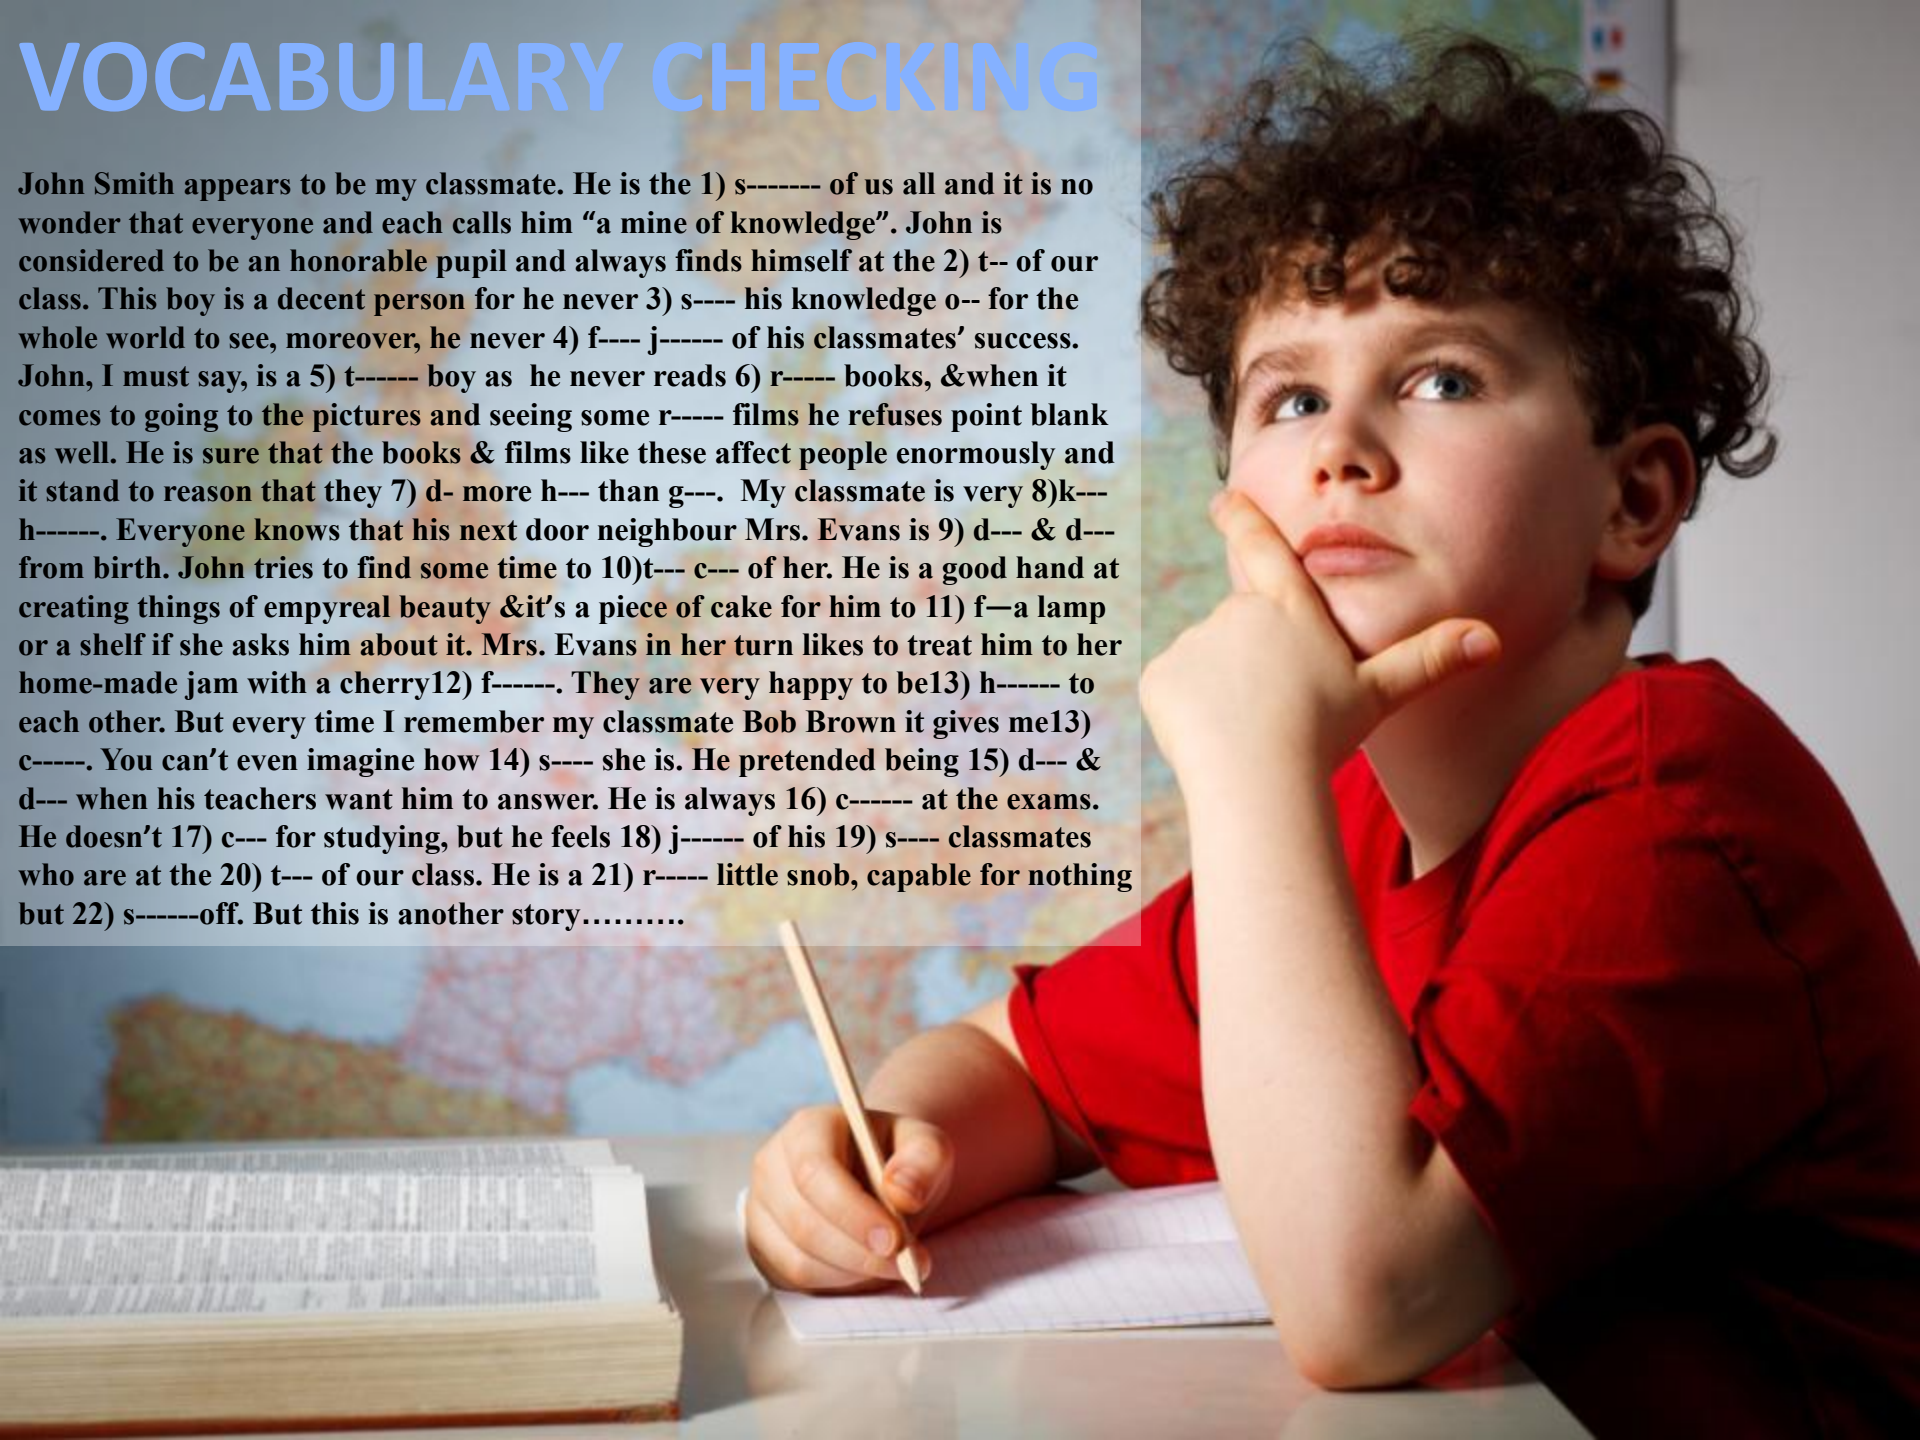 VOCABULARY CHECKING
John Smith appears to be my classmate. He is the 1) s------- of us all and it is no
wonder that everyone and each calls him “a mine of knowledge”. John is
considered to be an honorable pupil and always finds himself at the 2) t-- of our
class. This boy is a decent person for he never 3) s---- his knowledge o-- for the
whole world to see, moreover, he never 4) f---- j------ of his classmates’ success.
John, I must say, is a 5) t------ boy as  he never reads 6) r----- books, &when it
comes to going to the pictures and seeing some r----- films he refuses point blank
as well. He is sure that the books & films like these affect people enormously and
it stand to reason that they 7) d- more h--- than g---.  My classmate is very 8)k---
h------. Everyone knows that his next door neighbour Mrs. Evans is 9) d--- & d---
from birth. John tries to find some time to 10)t--- c--- of her. He is a good hand at
creating things of empyreal beauty &it’s a piece of cake for him to 11) f—a lamp
or a shelf if she asks him about it. Mrs. Evans in her turn likes to treat him to her
home-made jam with a cherry12) f------. They are very happy to be13) h------ to
each other. But every time I remember my classmate Bob Brown it gives me13)
c-----. You can’t even imagine how 14) s---- she is. He pretended being 15) d--- &
d--- when his teachers want him to answer. He is always 16) c------ at the exams.
He doesn’t 17) c--- for studying, but he feels 18) j------ of his 19) s---- classmates
who are at the 20) t--- of our class. He is a 21) r----- little snob, capable for nothing
but 22) s------off. But this is another story……….